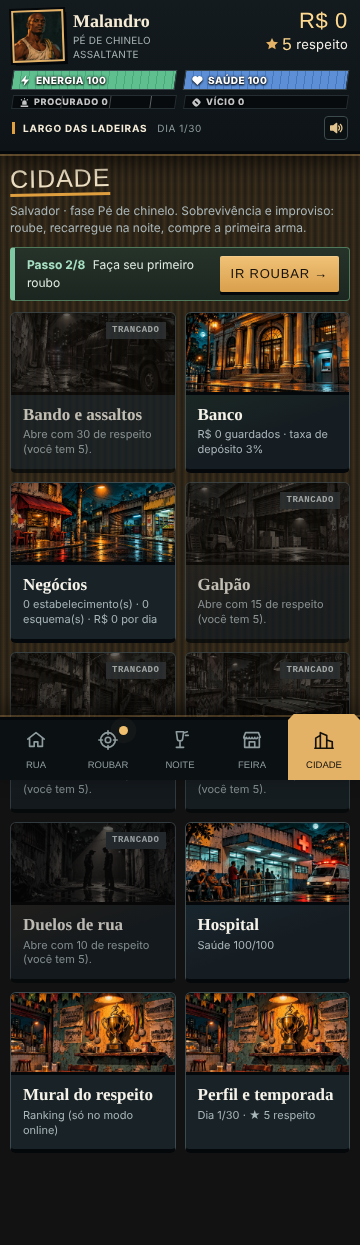 Malandro
PÉ DE CHINELO
ASSALTANTE
R$ 0
★ 5 respeito
ENERGIA 100
SAÚDE 100
PROCURADO 0
VÍCIO 0
LARGO DAS LADEIRAS DIA 1/30
CIDADE
Salvador · fase Pé de chinelo. Sobrevivência e improviso:
roube, recarregue na noite, compre a primeira arma.
Passo 2/8 Faça seu primeiro
roubo
IR ROUBAR →
TRANCADO
Bando e assaltos
Abre com 30 de respeito
(você tem 5).
Banco
R$ 0 guardados · taxa de
depósito 3%
Negócios
0 estabelecimento(s) · 0
esquema(s) · R$ 0 por dia
TRANCADO
Galpão
Abre com 15 de respeito
(você tem 5).
TRANCADO
TRANCADO
RUA
ROUBAR
NOITE
FEIRA
CIDADE
(você tem 5).
(você tem 5).
TRANCADO
Duelos de rua
Abre com 10 de respeito
(você tem 5).
Hospital
Saúde 100/100
Mural do respeito
Ranking (só no modo
online)
Perfil e temporada
Dia 1/30 · ★ 5 respeito